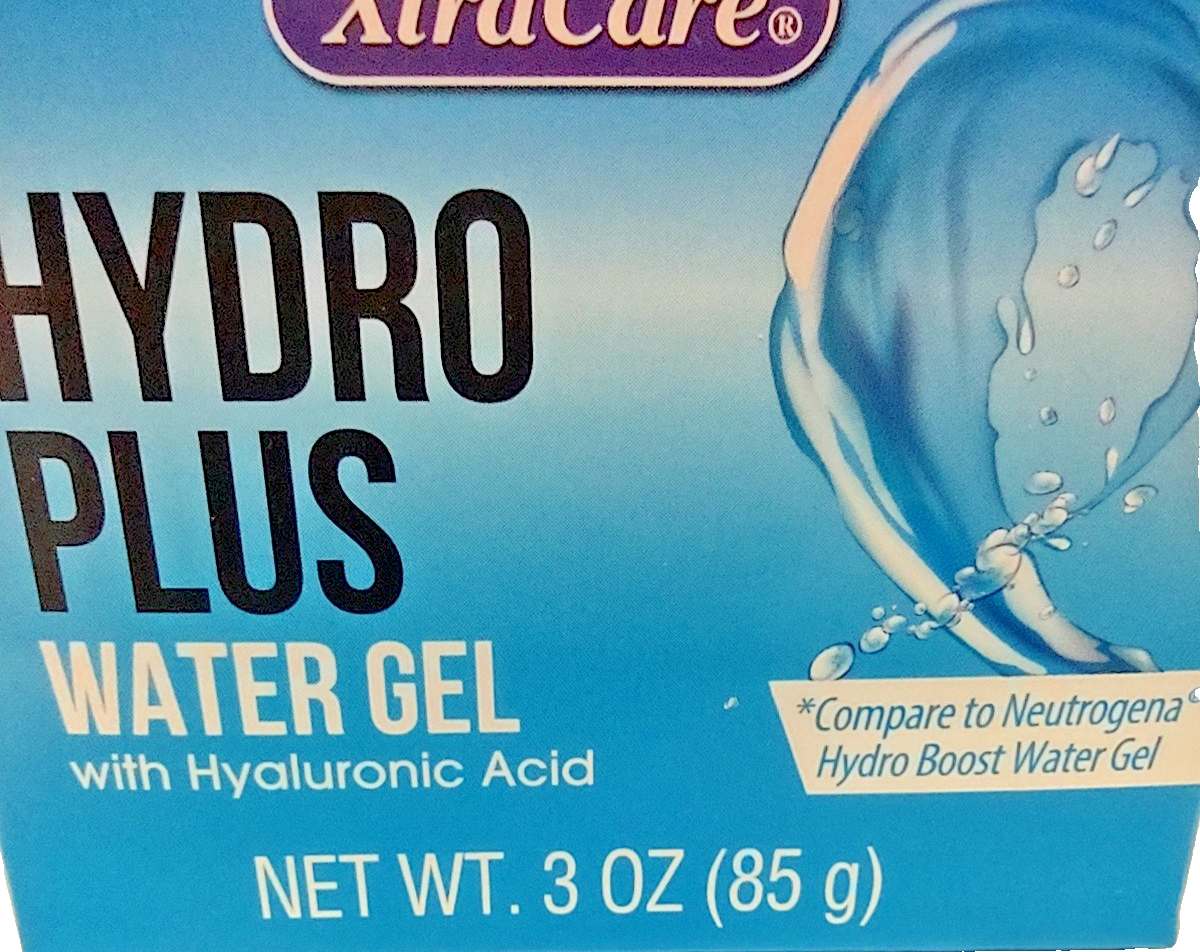 XtraCare®
HYDRO
PLUS
WATER GEL
with Hyaluronic Acid
*Compare to Neutrogena®
Hydro Boost Water Gel
NET WT. 3 OZ (85 g)